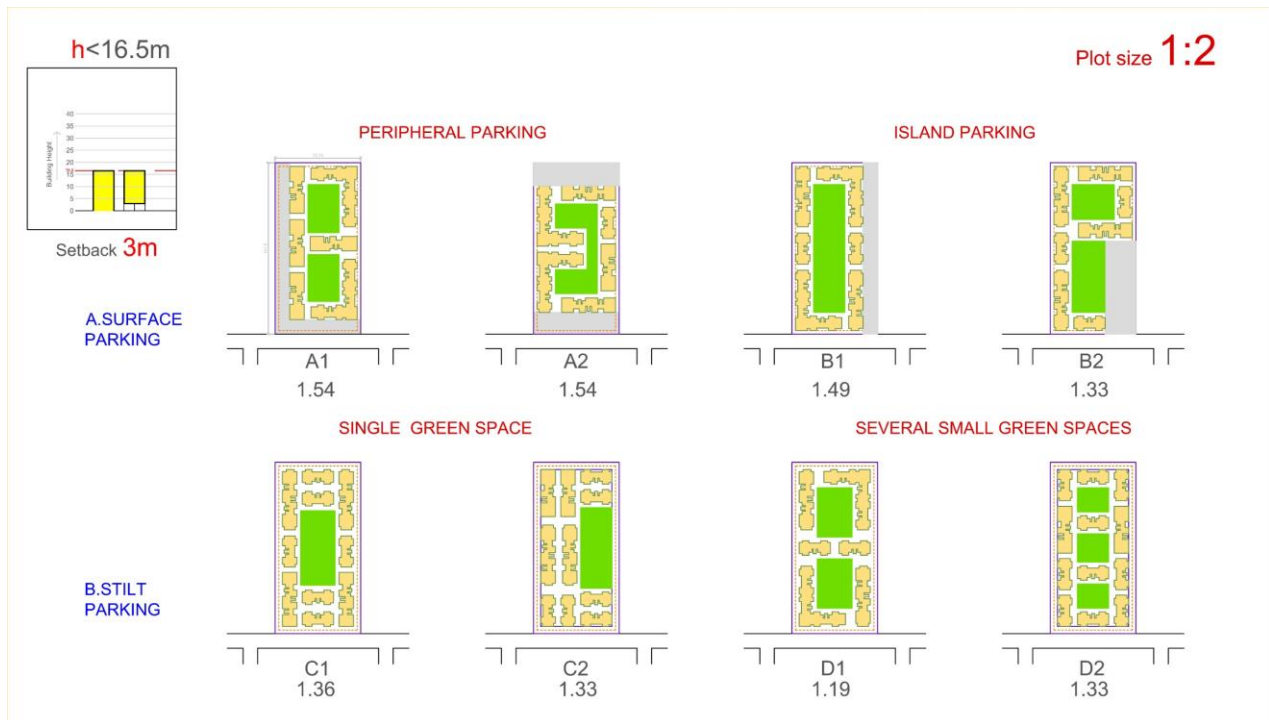 h<16.5m
Plot size 1:2
40
35
30
25
20
15
10
5
0
Building Height
Setback 3m
PERIPHERAL PARKING
ISLAND PARKING
A.SURFACE
PARKING
A1
A2
B1
B2
1.54
1.54
1.49
1.33
SINGLE GREEN SPACE
SEVERAL SMALL GREEN SPACES
B.STILT
PARKING
C1
C2
D1
D2
1.36
1.33
1.19
1.33